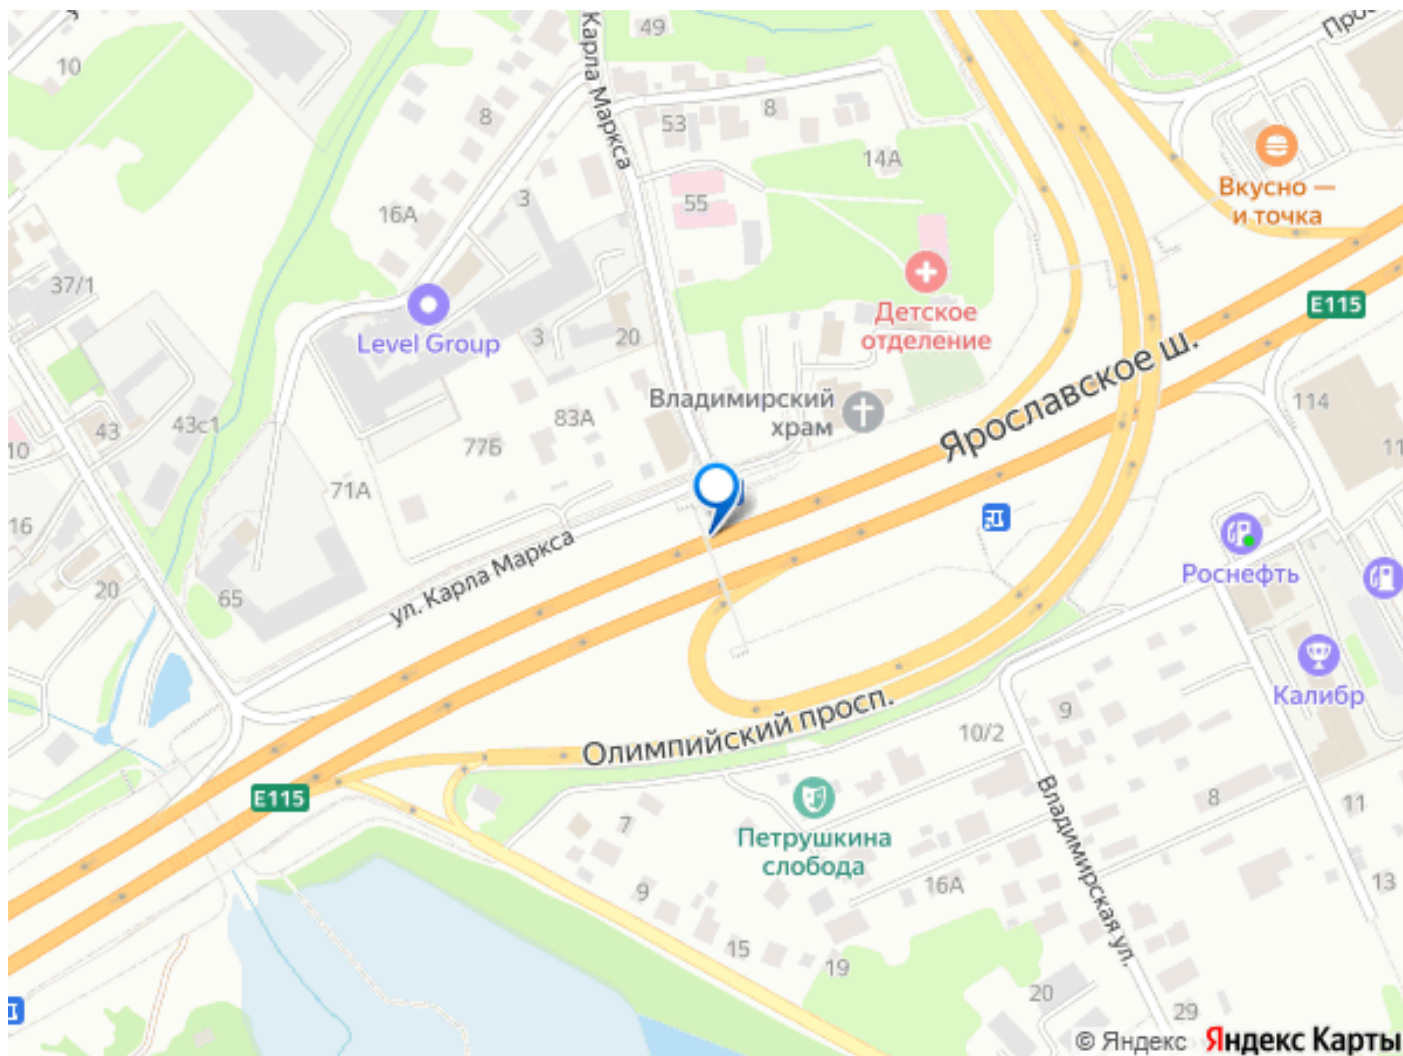 49
Карла Маркса
10
8
53
8
14А
Вкусно —
и точка
3
16А
55
37/1
Level Group
3
20
Детское
отделение
E115
Ярославское ш.
Владимирский
храм
43
43с1
83А
77Б
114
11
10
71А
16
ул. Карла Маркса
Роснефть
20
65
Калибр
9
10/2
Олимпийский просп.
E115
Петрушкина
слобода
7
8
11
Владимирская ул.
9
16А
13
15
19
20
29
© Яндекс
Яндекс Карты